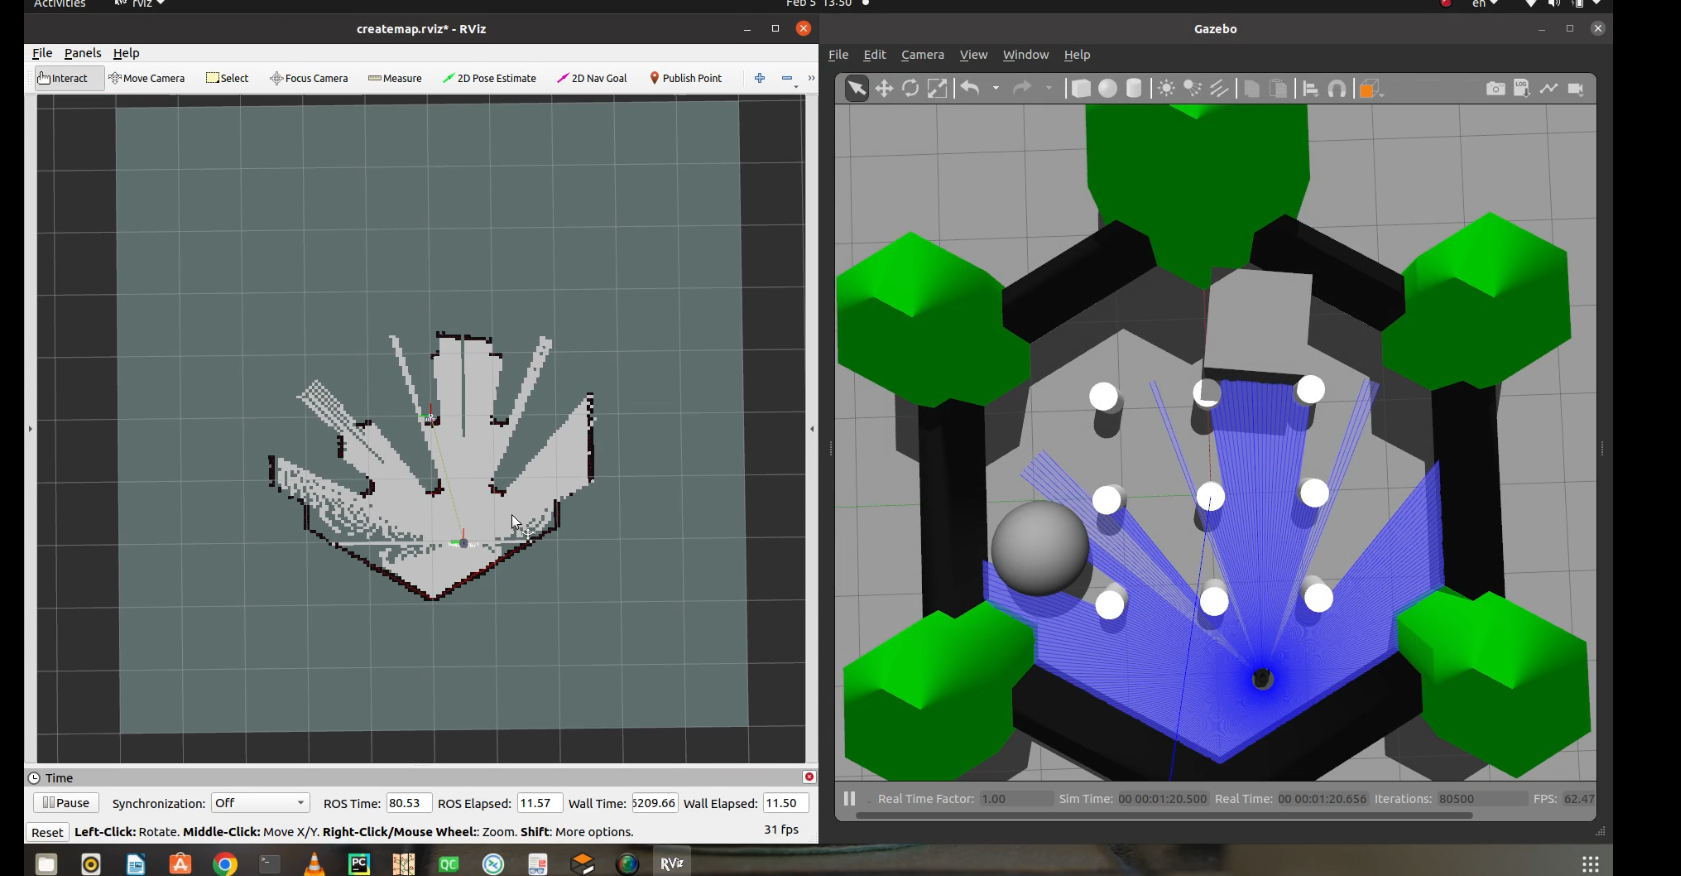 Activities rviz Feb 5 13:50 en
createmap.rviz* - RViz
File Panels Help
Interact Move Camera Select Focus Camera Measure 2D Pose Estimate 2D Nav Goal Publish Point
Gazebo
File Edit Camera View Window Help
LOG
Time
Pause Synchronization: Off ROS Time: 80.53 ROS Elapsed: 11.57 Wall Time: 5209.66 Wall Elapsed: 11.50
Reset Left-Click: Rotate. Middle-Click: Move X/Y. Right-Click/Mouse Wheel:: Zoom. Shift: More options. 31 fps
Real Time Factor: 1.00 Sim Time: 00 00:01:20.500 Real Time: 00 00:01:20.656 Iterations: 80500 FPS: 62.47
PC QC RViz